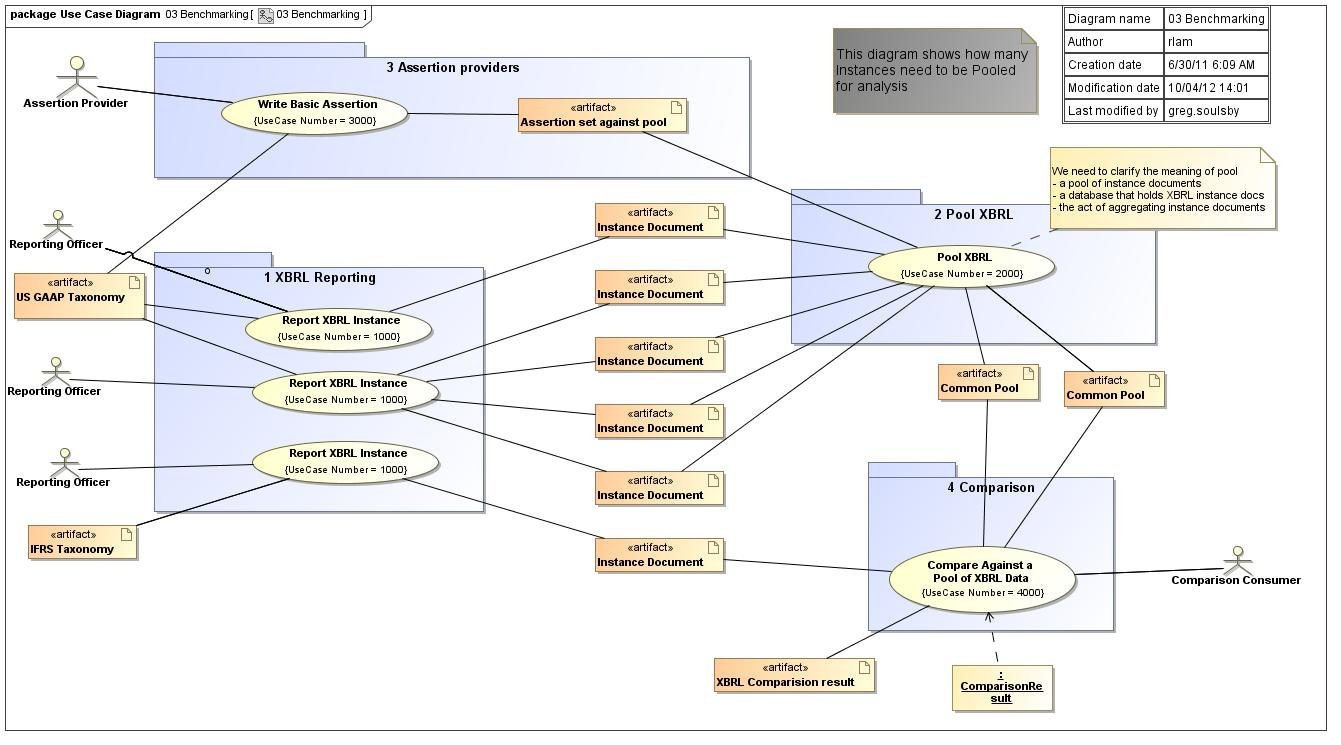 package Use Case Diagram 03 Benchmarking [ 03 Benchmarking ]
Diagram name 03 Benchmarking
Author rlam
Creation date 6/30/11 6:09 AM
Modification date 10/04/12 14:01
Last modified by greg.soulsby
This diagram shows how many
Instances need to be Pooled
for analysis
3 Assertion providers
Assertion Provider
Write Basic Assertion
{UseCase Number = 3000}
«artifact»
Assertion set against pool
We need to clarify the meaning of pool
- a pool of instance documents
- a database that holds XBRL instance docs
- the act of aggregating instance documents
Reporting Officer
«artifact»
US GAAP Taxonomy
1 XBRL Reporting
Report XBRL Instance
{UseCase Number = 1000}
Reporting Officer
Report XBRL Instance
{UseCase Number = 1000}
Reporting Officer
Report XBRL Instance
{UseCase Number = 1000}
«artifact»
IFRS Taxonomy
«artifact»
Instance Document
«artifact»
Instance Document
«artifact»
Instance Document
«artifact»
Instance Document
«artifact»
Instance Document
«artifact»
Instance Document
2 Pool XBRL
Pool XBRL
{UseCase Number = 2000}
«artifact»
Common Pool
«artifact»
Common Pool
4 Comparison
Compare Against a
Pool of XBRL Data
{UseCase Number = 4000}
Comparison Consumer
«artifact»
XBRL Comparision result
:
ComparisonRe
sult